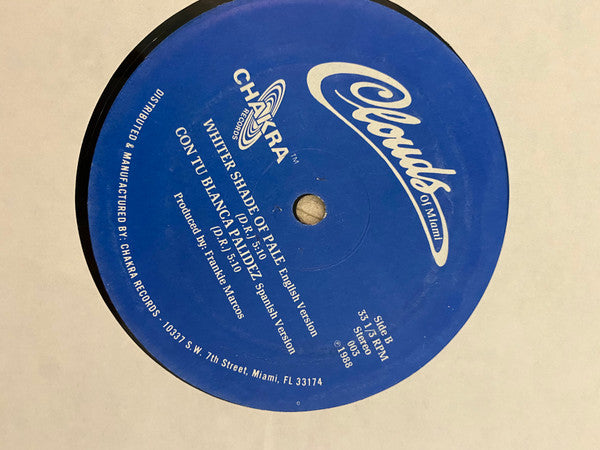 Clouds
Of Miami
CHAKRA™
RECORDS
Side B
33 1/3 RPM
Stereo
003
℗1988
WHITER SHADE OF PALE English Version
(D.R.) 5:10
CON TU BLANCA PALIDEZ Spanish Version
(D.R.) 5:10
Produced by: Frankie Marcos
DISTRIBUTED & MANUFACTURED BY: CHAKRA RECORDS - 10337 S.W. 7th Street, Miami, FL 33174